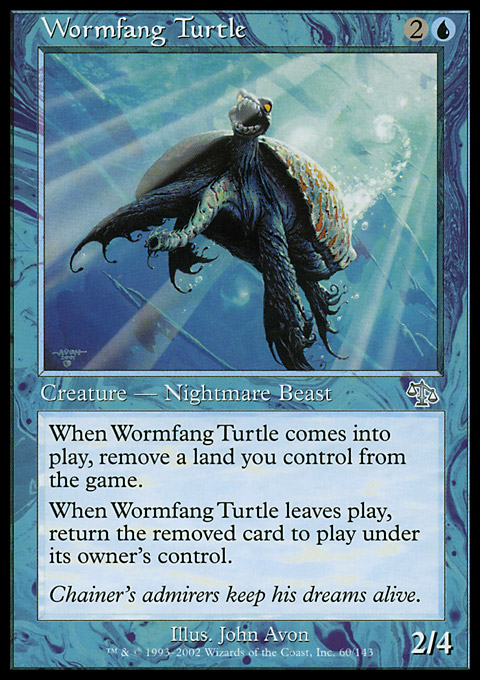 Wormfang Turtle 2
AVON
2001
Creature — Nightmare Beast
When Wormfang Turtle comes into
play, remove a land you control from
the game.
When Wormfang Turtle leaves play,
return the removed card to play under
its owner's control.
Chainer's admirers keep his dreams alive.
Illus. John Avon
2/4
™ & © 1993-2002 Wizards of the Coast, Inc. 60/143